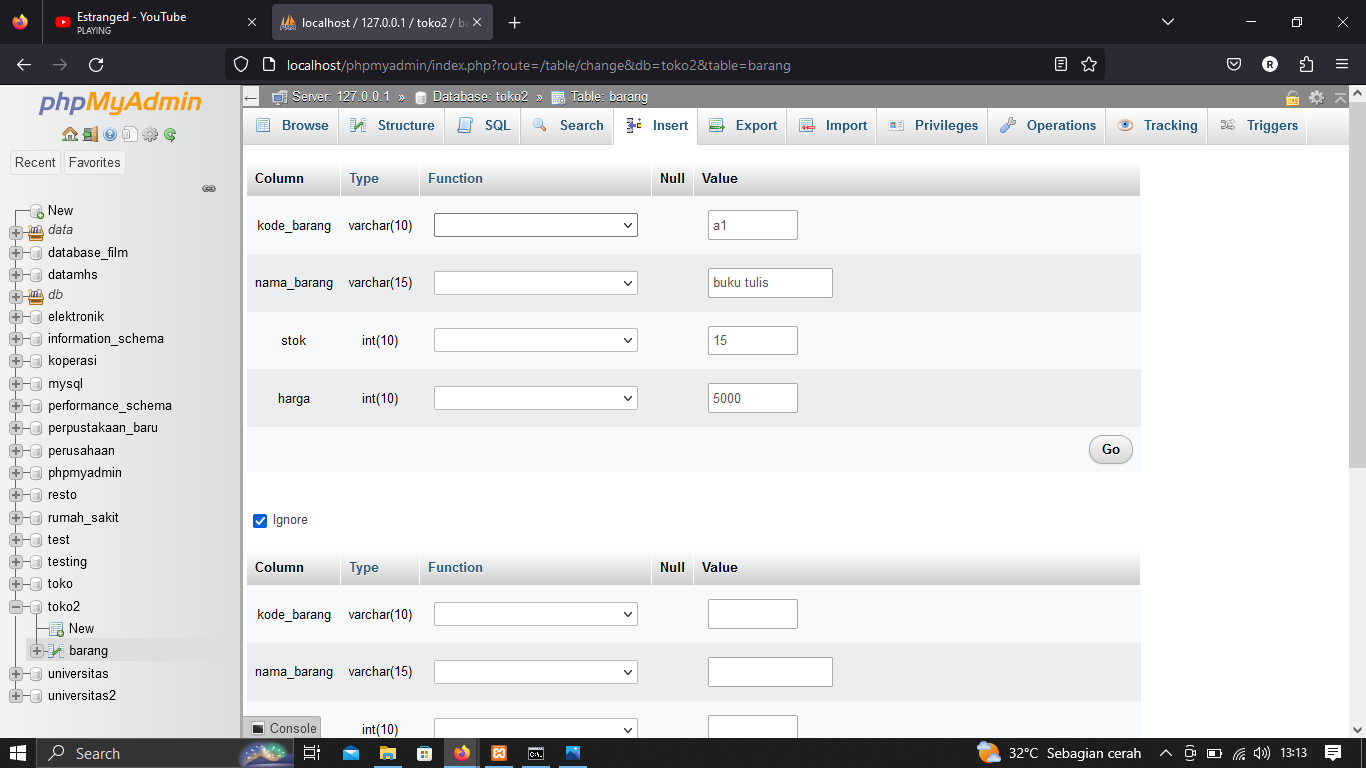 Estranged - YouTube
PLAYING
localhost / 127.0.0.1 / toko2 / ba
localhost/phpmyadmin/index.php?route=/table/change&db=toko2&table=barang
R
phpMyAdmin
Server: 127.0.0.1 » Database: toko2 » Table: barang
Browse Structure SQL Search Insert Export Import Privileges Operations Tracking Triggers
Recent Favorites
New
data
database_film
datamhs
db
elektronik
information_schema
koperasi
mysql
performance_schema
perpustakaan_baru
perusahaan
phpmyadmin
resto
rumah_sakit
test
testing
toko
toko2
New
barang
universitas
universitas2
Column Type Function Null Value
kode_barang varchar(10) a1
nama_barang varchar(15) buku tulis
stok int(10) 15
harga int(10) 5000
Go
Ignore
Column Type Function Null Value
kode_barang varchar(10)
nama_barang varchar(15)
int(10)
Console
Search
32°C Sebagian cerah
13:13